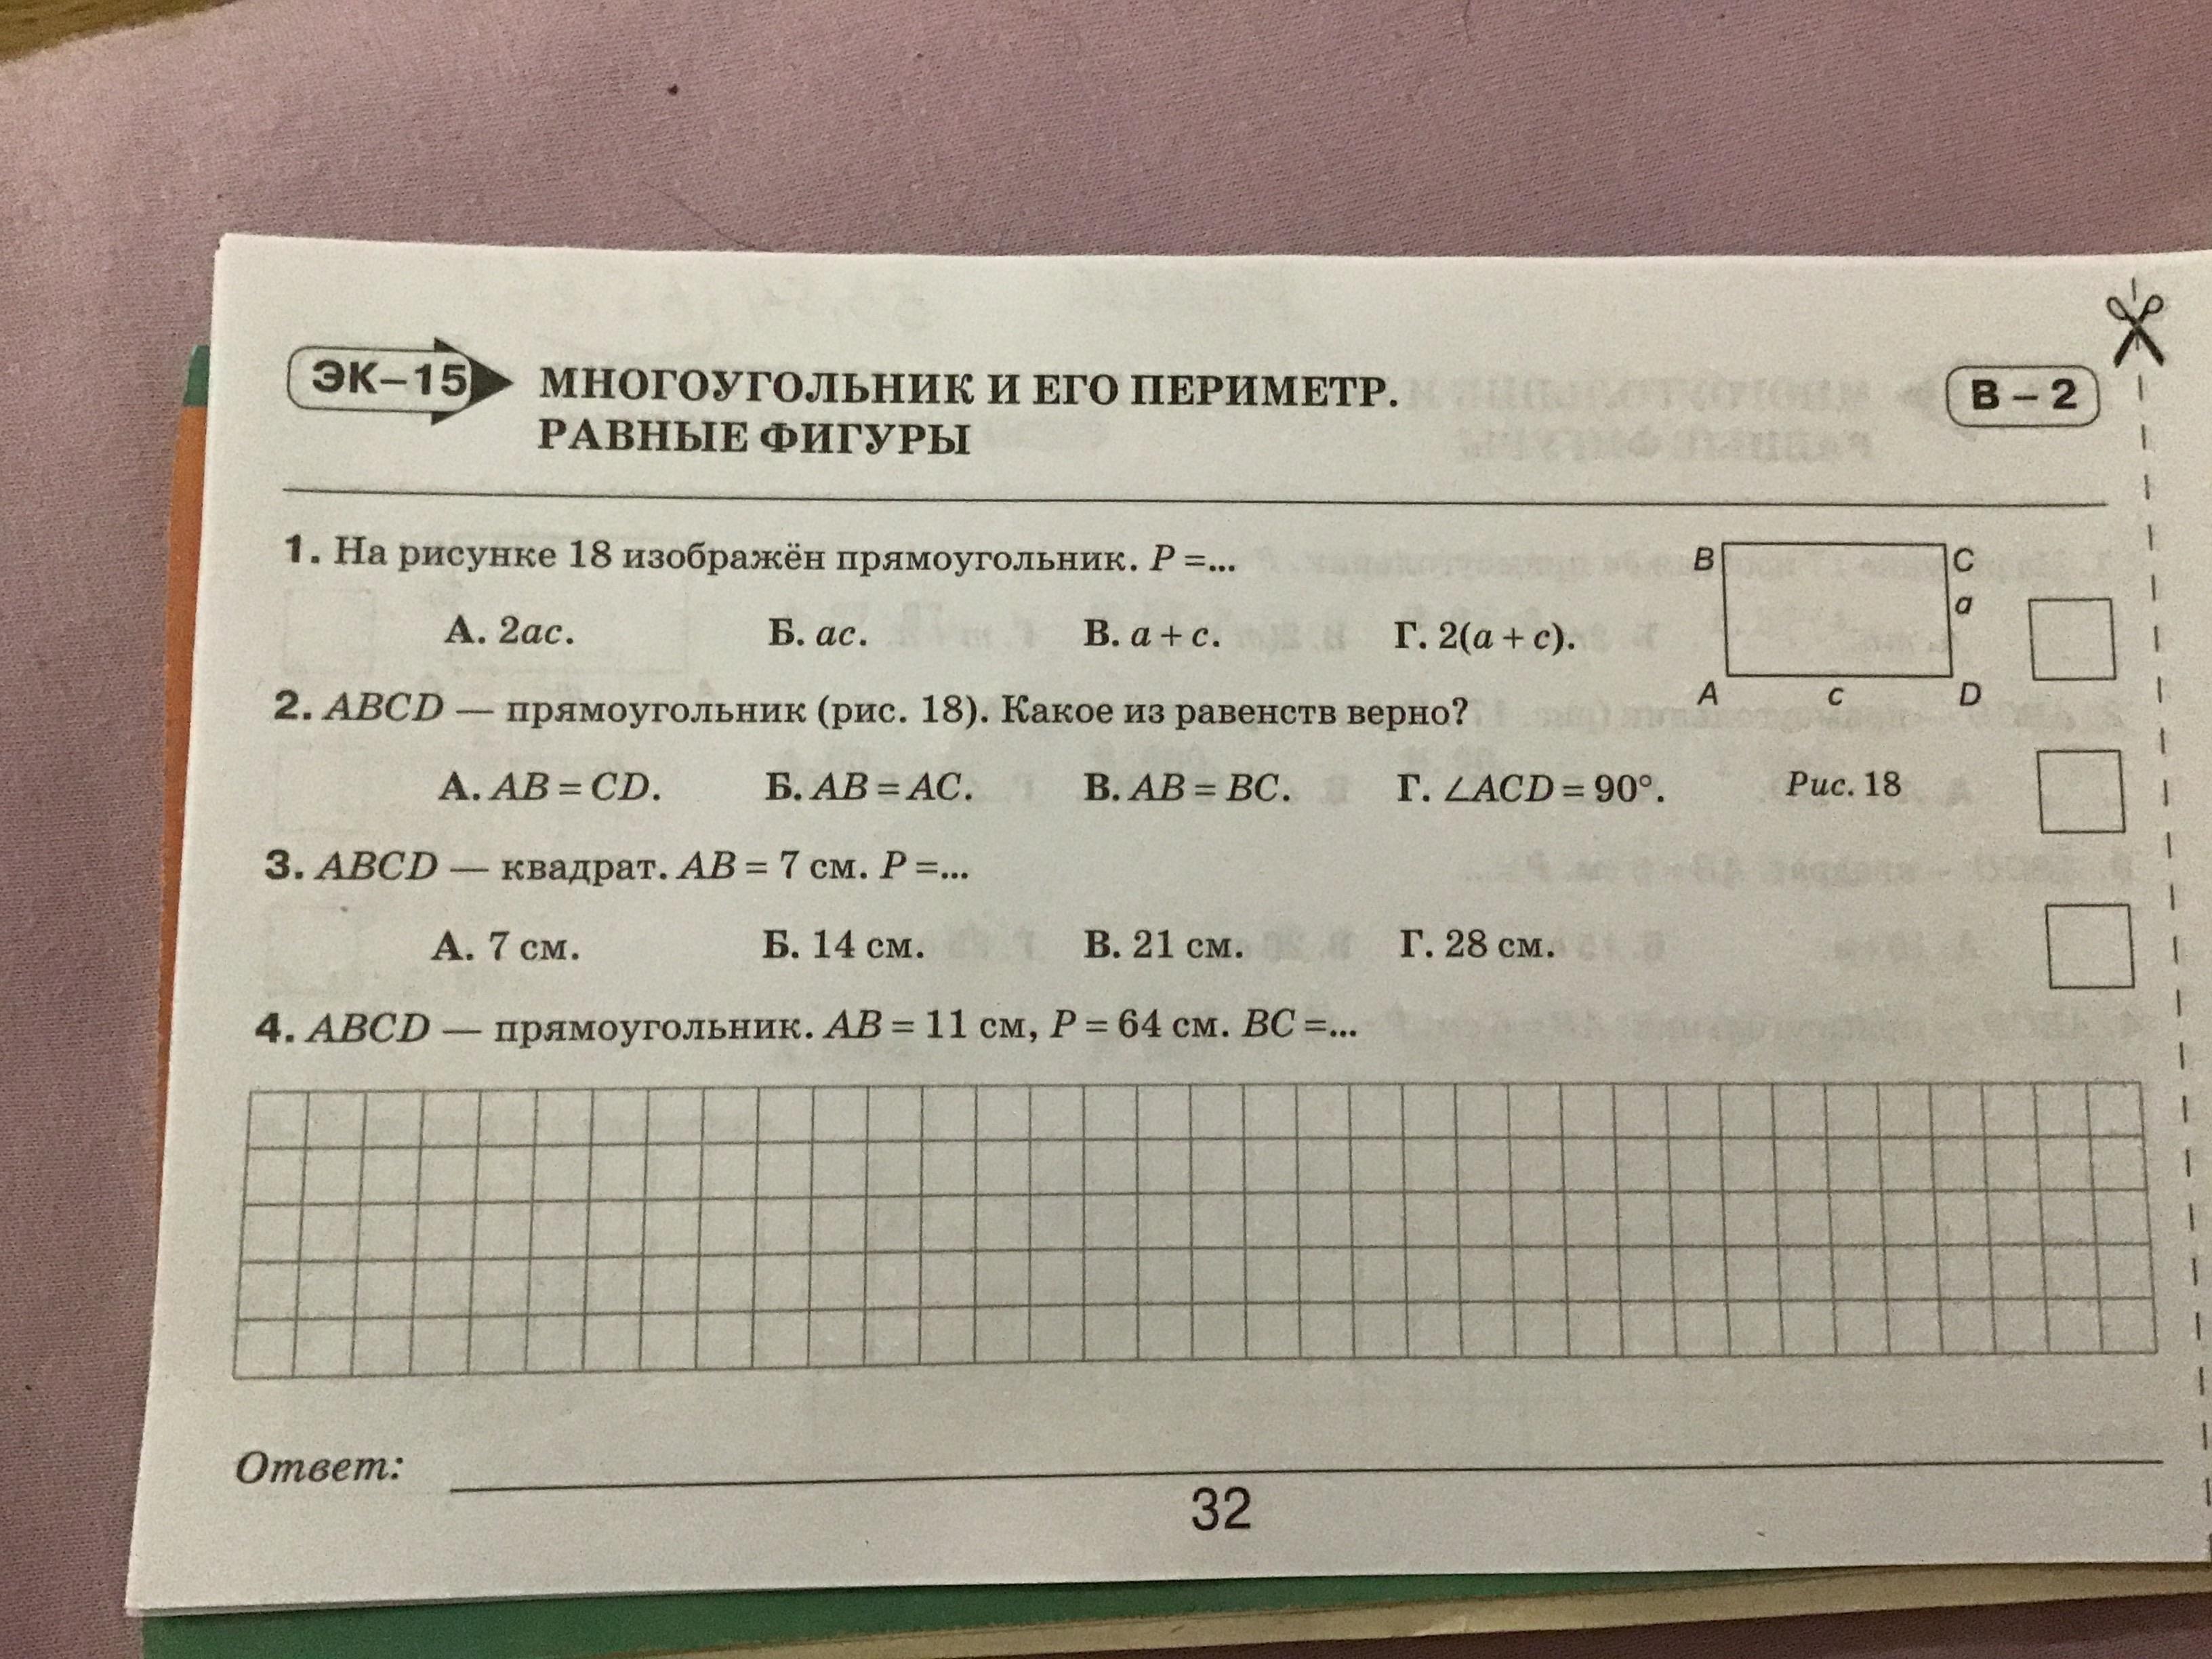 ЭК–15
МНОГОУГОЛЬНИК И ЕГО ПЕРИМЕТР.
РАВНЫЕ ФИГУРЫ
В – 2
1. На рисунке 18 изображён прямоугольник. P =...
А. 2ac. Б. ac. В. a + c. Г. 2(a + c).
B C
a
A c D
2. ABCD — прямоугольник (рис. 18). Какое из равенств верно?
А. AB = CD. Б. AB = AC. В. AB = BC. Г. ∠ACD = 90°.
Рис. 18
3. ABCD — квадрат. AB = 7 см. P =...
А. 7 см. Б. 14 см. В. 21 см. Г. 28 см.
4. ABCD — прямоугольник. AB = 11 см, P = 64 см. BC =...
Ответ:
32